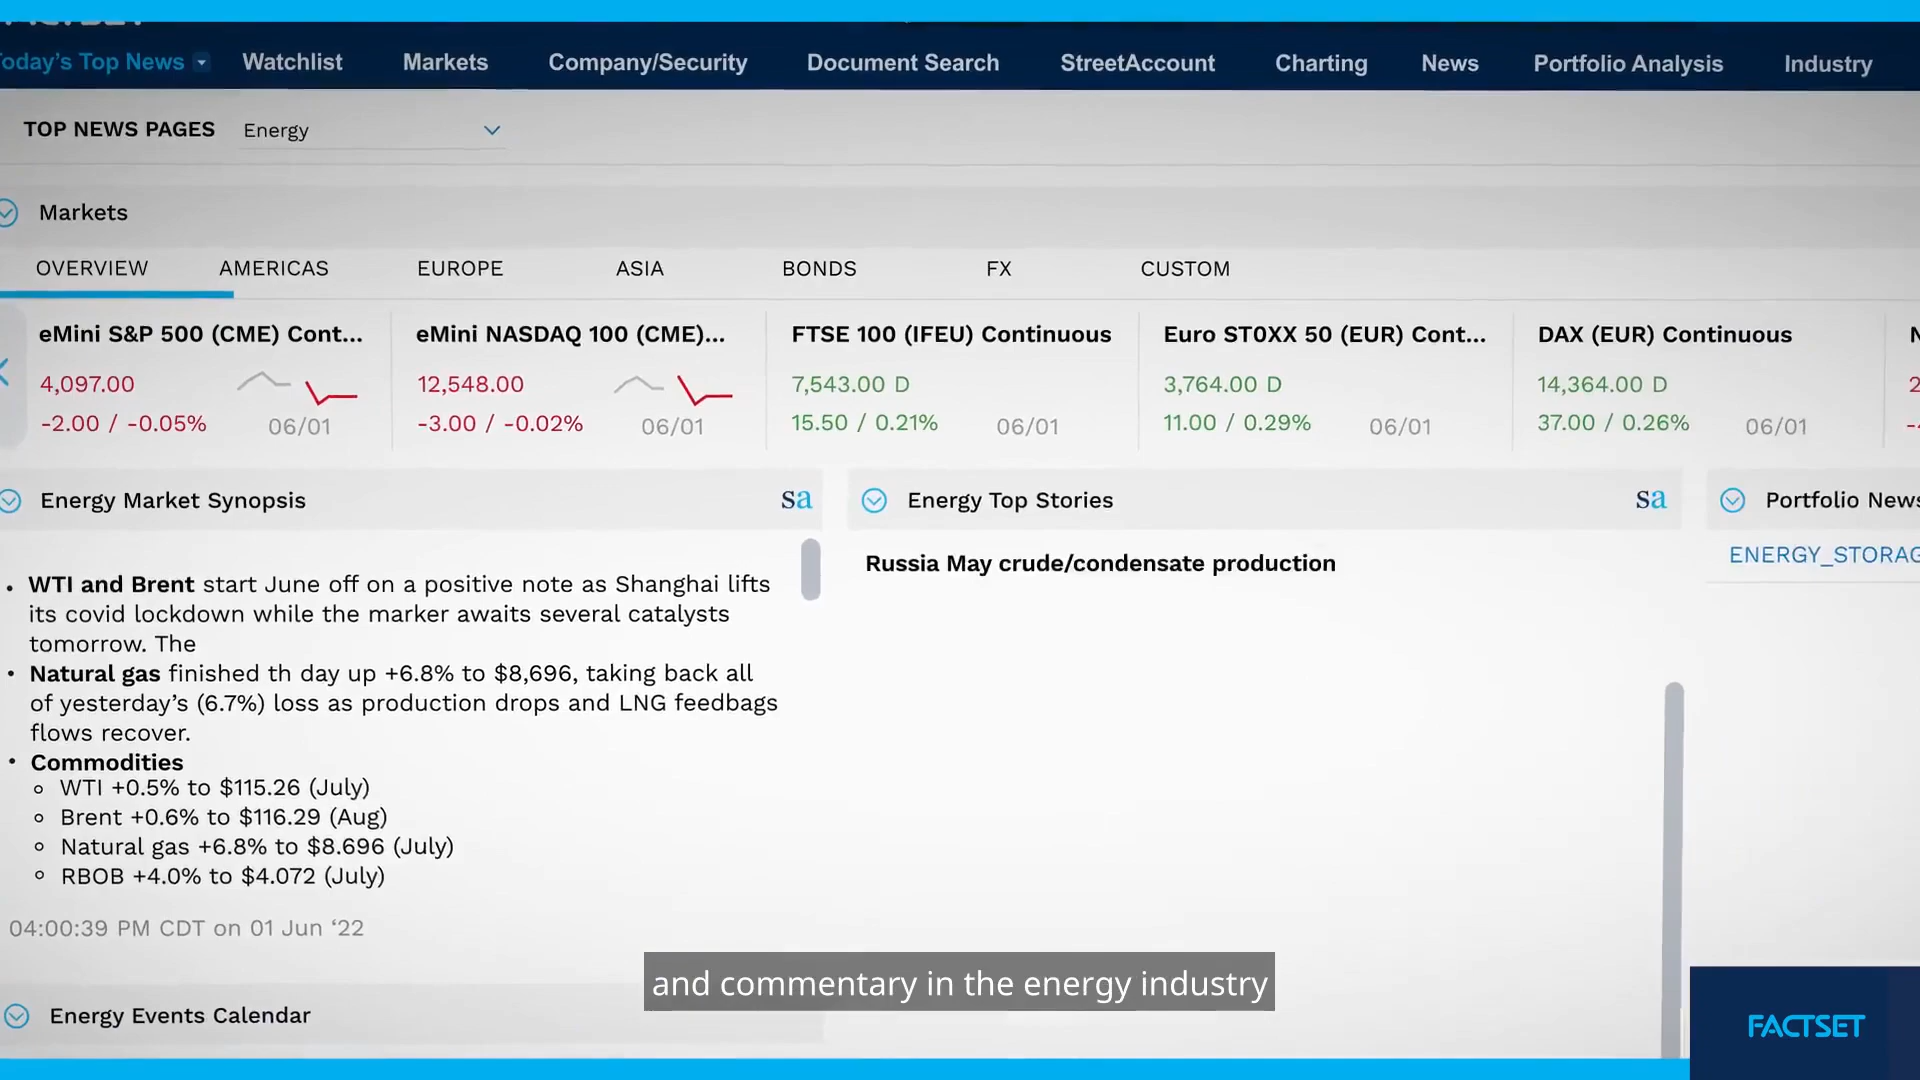 oday's Top News
Watchlist
Markets
Company/Security
Document Search
StreetAccount
Charting
News
Portfolio Analysis
Industry
TOP NEWS PAGES
Energy
Markets
OVERVIEW
AMERICAS
EUROPE
ASIA
BONDS
FX
CUSTOM
eMini S&P 500 (CME) Cont...
4,097.00
-2.00 / -0.05%
06/01
eMini NASDAQ 100 (CME)...
12,548.00
-3.00 / -0.02%
06/01
FTSE 100 (IFEU) Continuous
7,543.00 D
15.50 / 0.21%
06/01
Euro ST0XX 50 (EUR) Cont...
3,764.00 D
11.00 / 0.29%
06/01
DAX (EUR) Continuous
14,364.00 D
37.00 / 0.26%
06/01
Energy Market Synopsis
sa
• WTI and Brent start June off on a positive note as Shanghai lifts
its covid lockdown while the marker awaits several catalysts
tomorrow. The
• Natural gas finished th day up +6.8% to $8,696, taking back all
of yesterday's (6.7%) loss as production drops and LNG feedbags
flows recover.
• Commodities
WTI +0.5% to $115.26 (July)
Brent +0.6% to $116.29 (Aug)
Natural gas +6.8% to $8.696 (July)
RBOB +4.0% to $4.072 (July)
04:00:39 PM CDT on 01 Jun ‘22
Energy Events Calendar
Energy Top Stories
sa
Russia May crude/condensate production
Portfolio News
ENERGY_STORAG
and commentary in the energy industry
FACTSET